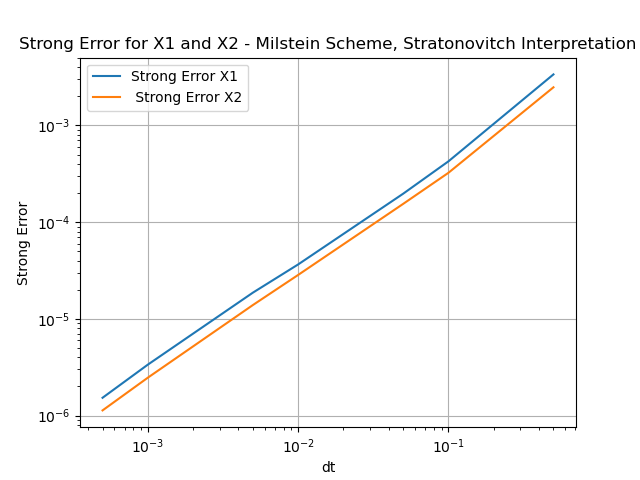 Strong Error for X1 and X2 - Milstein Scheme, Stratonovitch Interpretation
Strong Error X1
Strong Error X2
Strong Error
10⁻³
10⁻⁴
10⁻⁵
10⁻⁶
10⁻³ 10⁻² 10⁻¹
dt